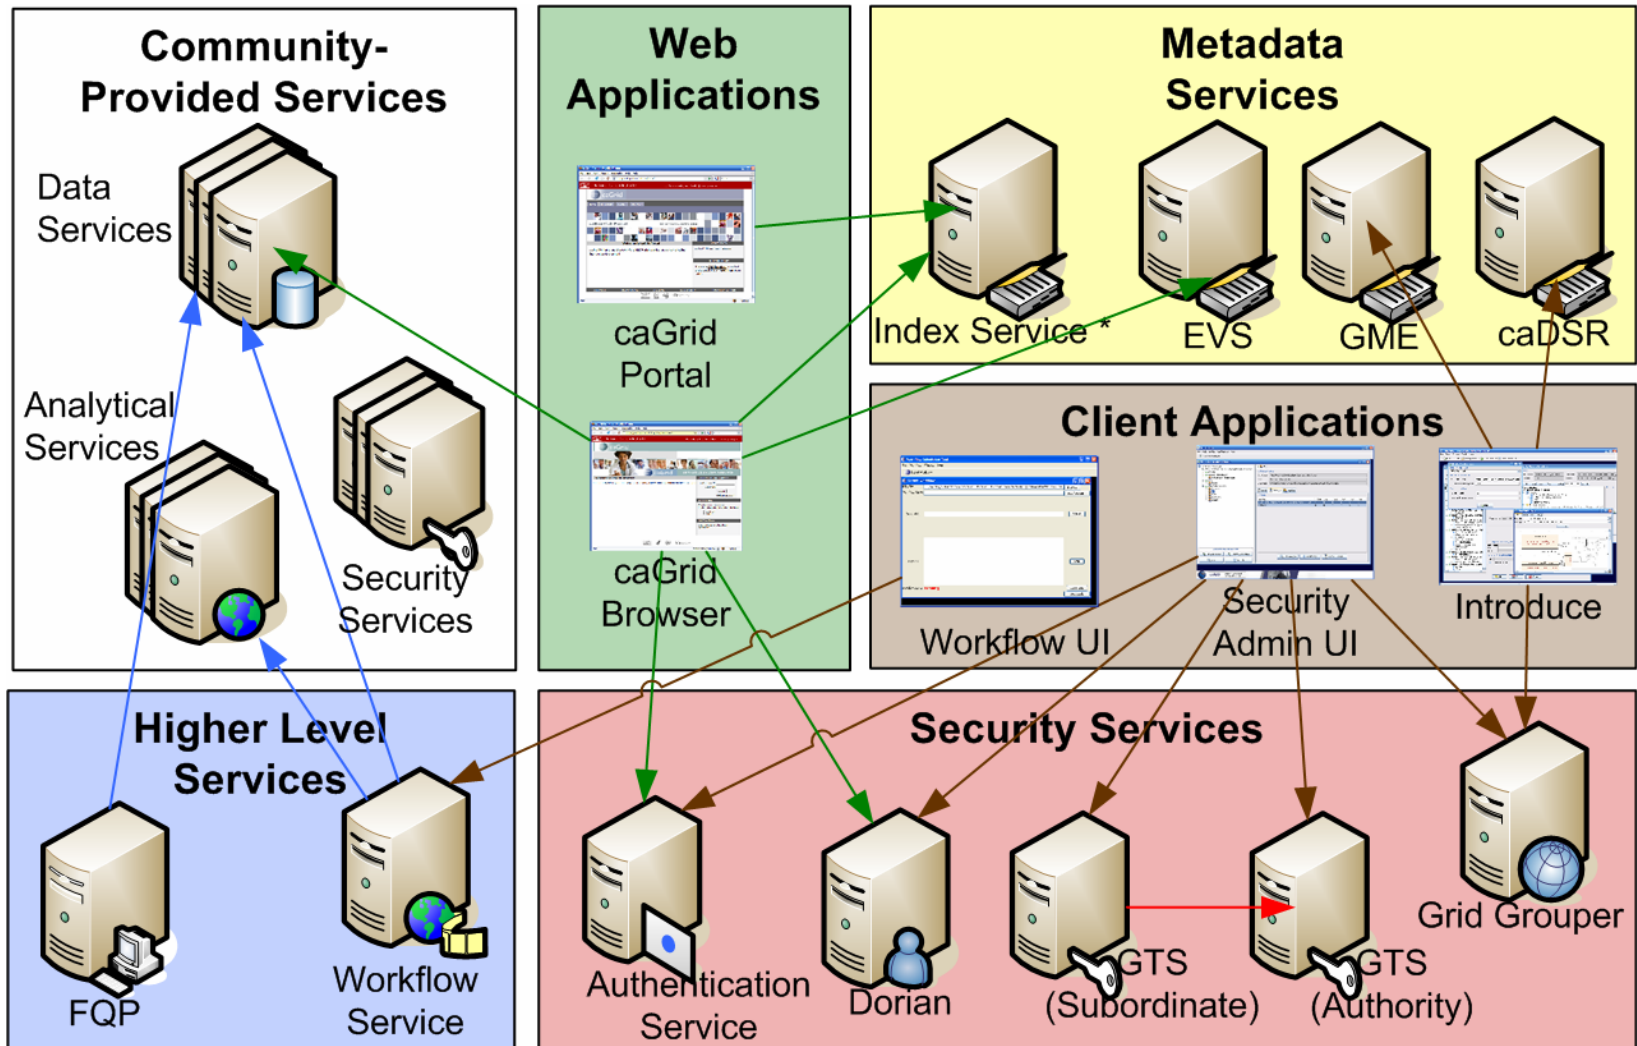 Community-
Provided Services
Data
Services
Analytical
Services
Security
Services
Web
Applications
caGrid
Portal
caGrid
Browser
Metadata
Services
Index Service *
EVS
GME
caDSR
Client Applications
Workflow UI
Security
Admin UI
Introduce
Higher Level
Services
FQP
Workflow
Service
Security Services
Authentication
Service
Dorian
GTS
(Subordinate)
GTS
(Authority)
Grid Grouper